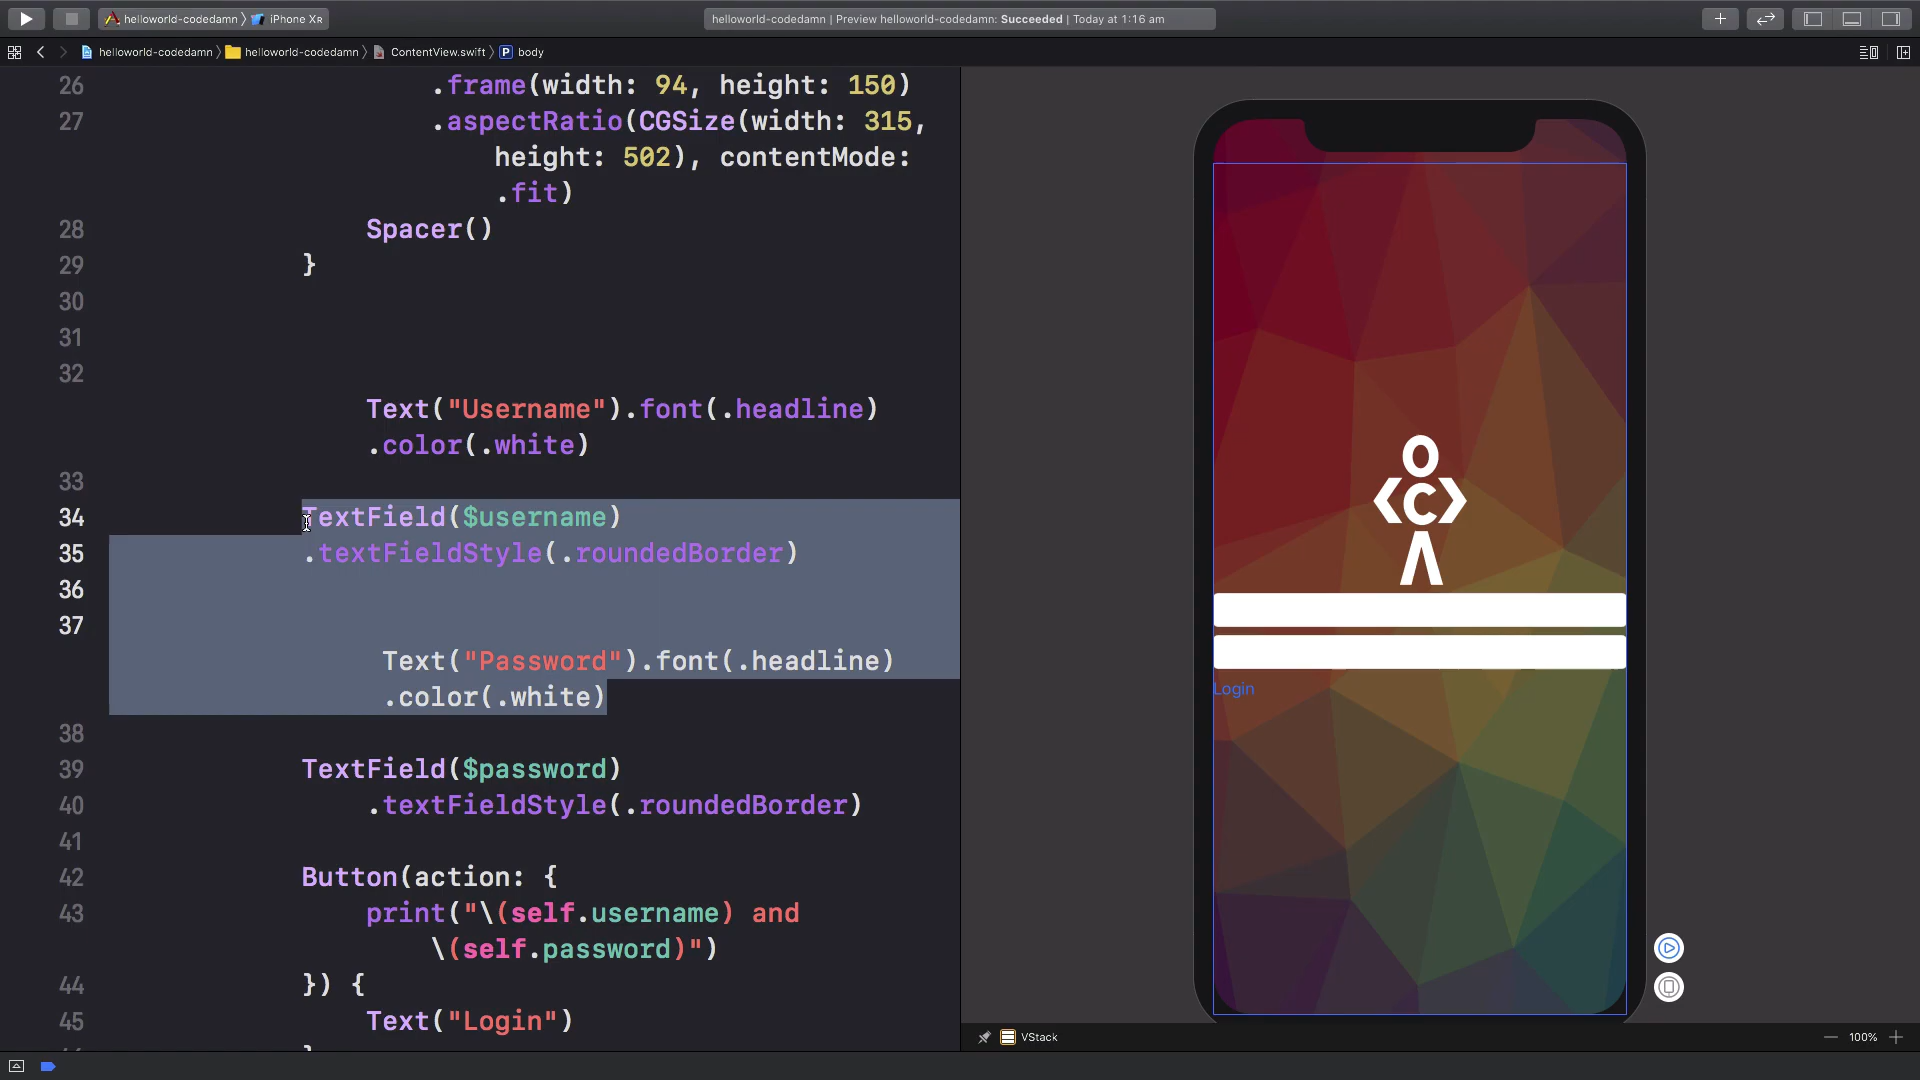 helloworld-codedamn
iPhone XR
helloworld-codedamn | Preview helloworld-codedamn: Succeeded | Today at 1:16 am
helloworld-codedamn
helloworld-codedamn
ContentView.swift
P
body
26 .frame(width: 94, height: 150)
27 .aspectRatio(CGSize(width: 315,
height: 502), contentMode:
.fit)
28 Spacer()
29 }
30
31
32
Text("Username").font(.headline)
.color(.white)
33
34 TextField($username)
35 .textFieldStyle(.roundedBorder)
36
37
Text("Password").font(.headline)
.color(.white)
38
39 TextField($password)
40 .textFieldStyle(.roundedBorder)
41
42 Button(action: {
43 print("\(self.username) and
\(self.password)")
44 }) {
45 Text("Login")
Login
VStack
100%